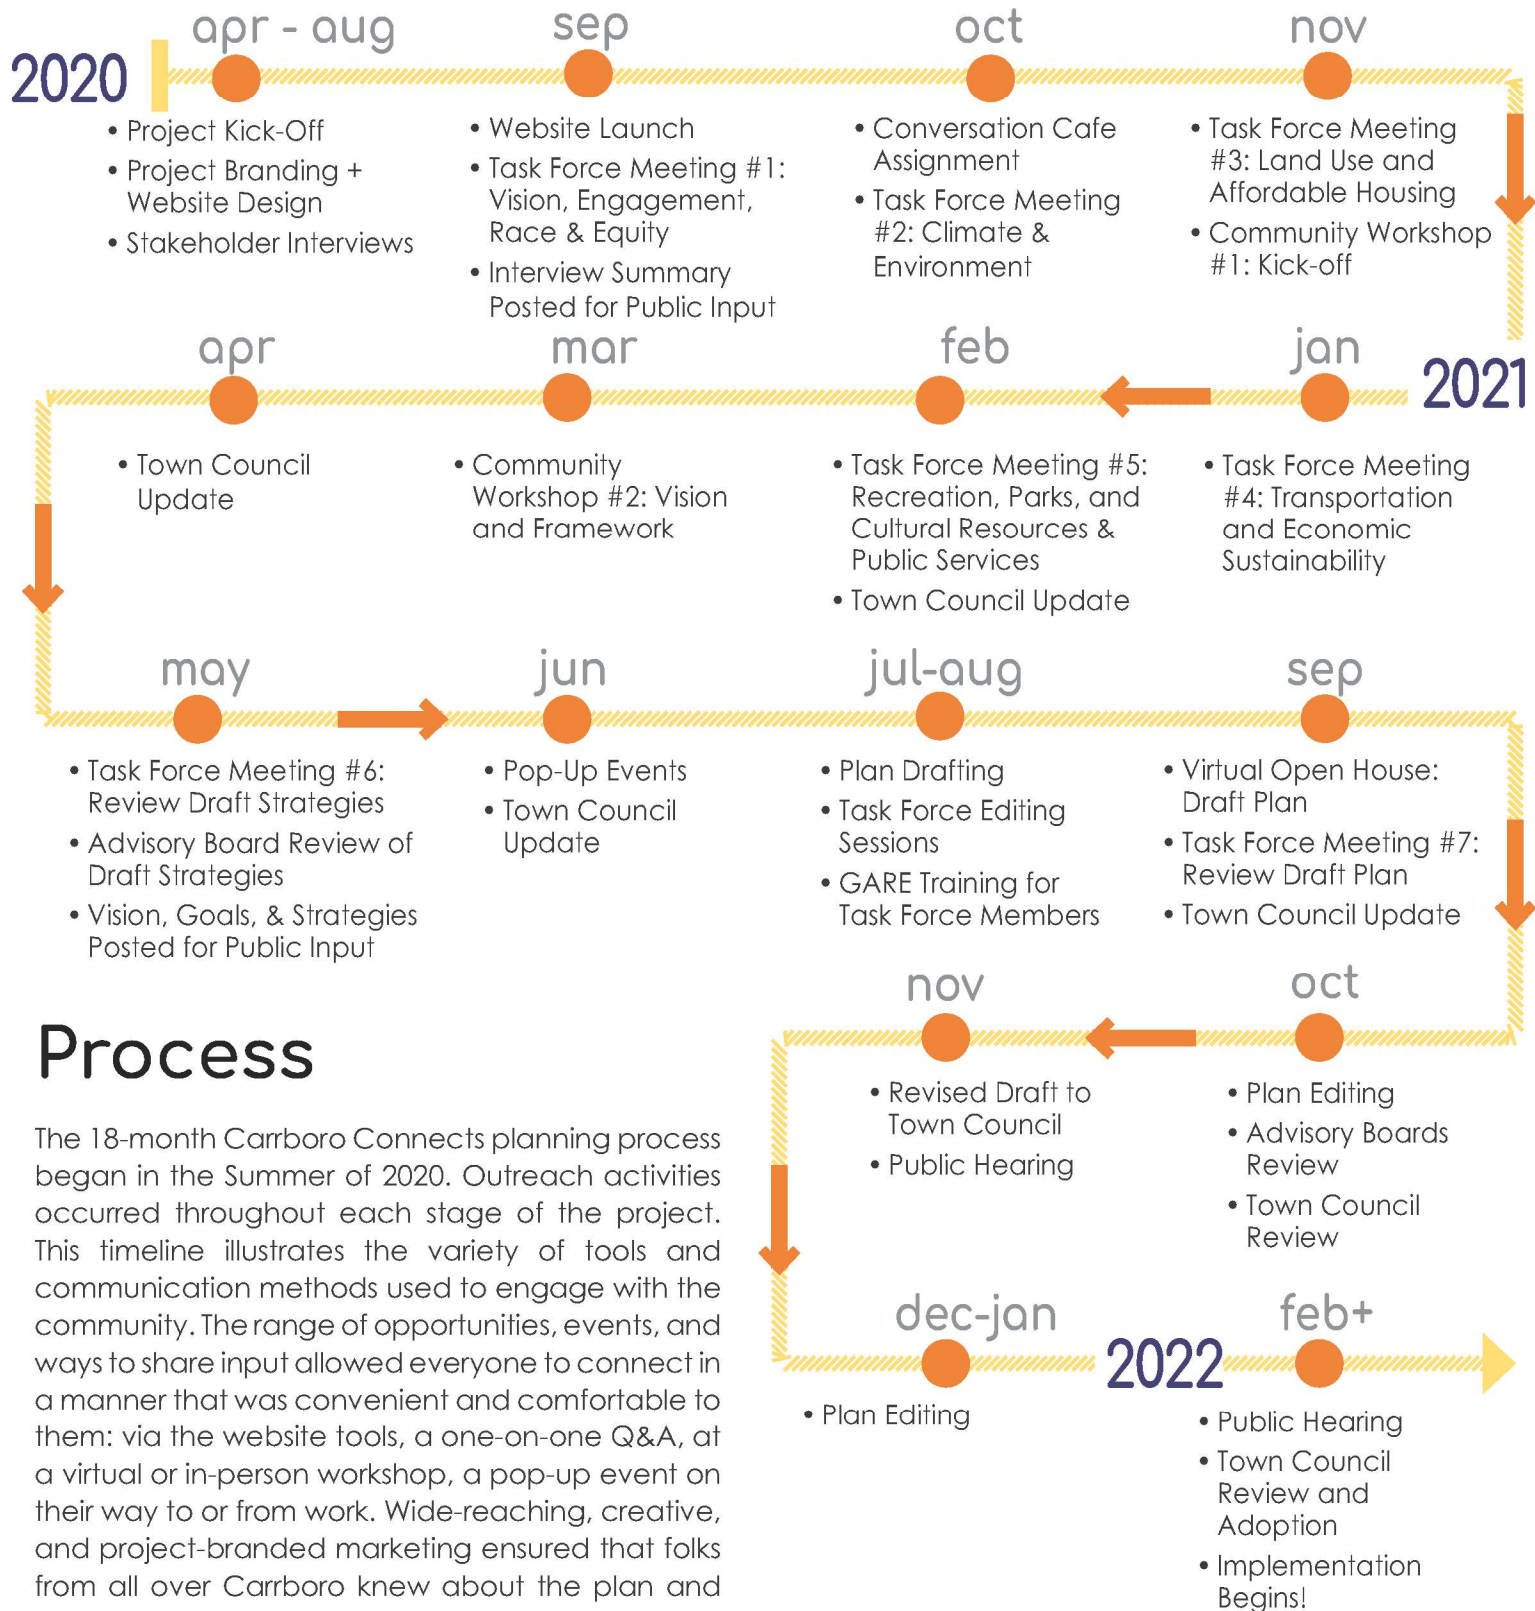 2020
apr - aug
• Project Kick-Off
• Project Branding +
Website Design
• Stakeholder Interviews
sep
• Website Launch
• Task Force Meeting #1:
Vision, Engagement,
Race & Equity
• Interview Summary
Posted for Public Input
oct
• Conversation Cafe
Assignment
• Task Force Meeting
#2: Climate &
Environment
nov
• Task Force Meeting
#3: Land Use and
Affordable Housing
• Community Workshop
#1: Kick-off
2021
jan
• Task Force Meeting
#4: Transportation
and Economic
Sustainability
feb
• Task Force Meeting #5:
Recreation, Parks, and
Cultural Resources &
Public Services
• Town Council Update
mar
• Community
Workshop #2: Vision
and Framework
apr
• Town Council
Update
may
• Task Force Meeting #6:
Review Draft Strategies
• Advisory Board Review of
Draft Strategies
• Vision, Goals, & Strategies
Posted for Public Input
jun
• Pop-Up Events
• Town Council
Update
jul-aug
• Plan Drafting
• Task Force Editing
Sessions
• GARE Training for
Task Force Members
sep
• Virtual Open House:
Draft Plan
• Task Force Meeting #7:
Review Draft Plan
• Town Council Update
oct
• Plan Editing
• Advisory Boards
Review
• Town Council
Review
nov
• Revised Draft to
Town Council
• Public Hearing
dec-jan
• Plan Editing
2022
feb+
• Public Hearing
• Town Council
Review and
Adoption
• Implementation
Begins!
Process
The 18-month Carrboro Connects planning process
began in the Summer of 2020. Outreach activities
occurred throughout each stage of the project.
This timeline illustrates the variety of tools and
communication methods used to engage with the
community. The range of opportunities, events, and
ways to share input allowed everyone to connect in
a manner that was convenient and comfortable to
them: via the website tools, a one-on-one Q&A, at
a virtual or in-person workshop, a pop-up event on
their way to or from work. Wide-reaching, creative,
and project-branded marketing ensured that folks
from all over Carrboro knew about the plan and